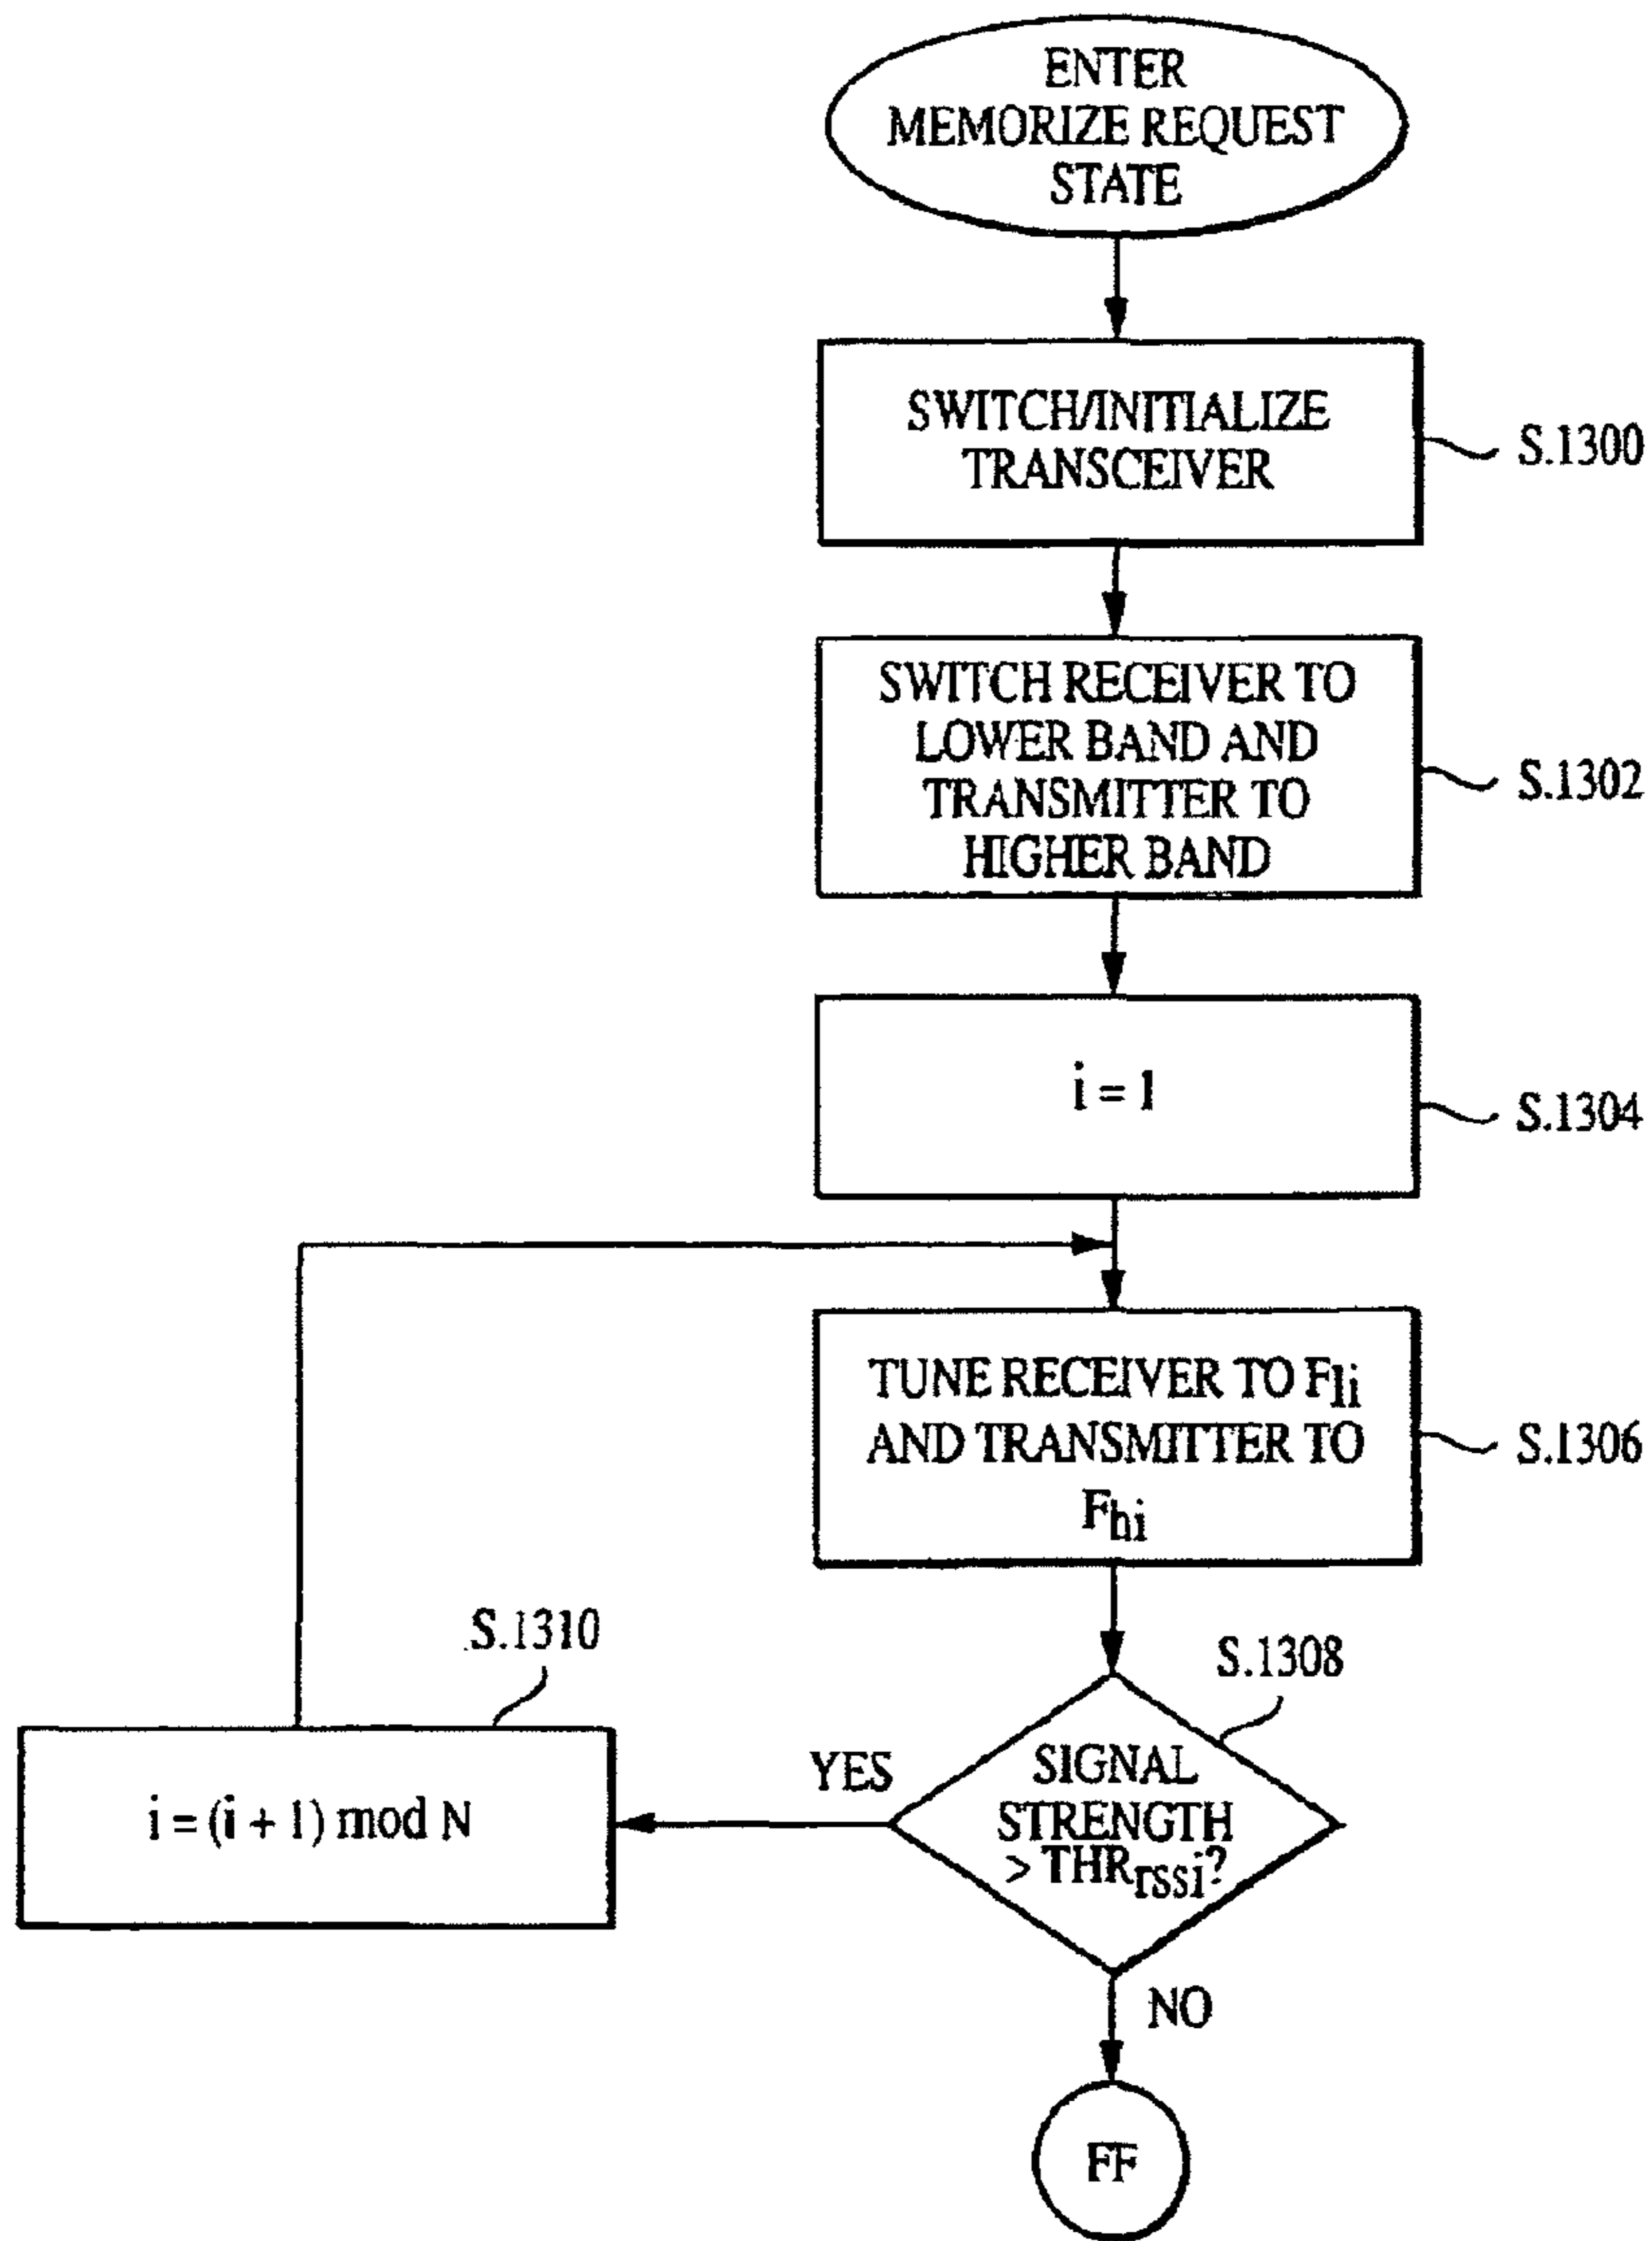 ENTER
MEMORIZE REQUEST
STATE
SWITCH/INITIALIZE
TRANSCEIVER
S.1300
SWITCH RECEIVER TO
LOWER BAND AND
TRANSMITTER TO
HIGHER BAND
S.1302
i = 1
S.1304
TUNE RECEIVER TO Fli
AND TRANSMITTER TO
Fhi
S.1306
S.1310
S.1308
i = (i + 1) mod N
YES
SIGNAL
STRENGTH
> THRrssi?
NO
FF